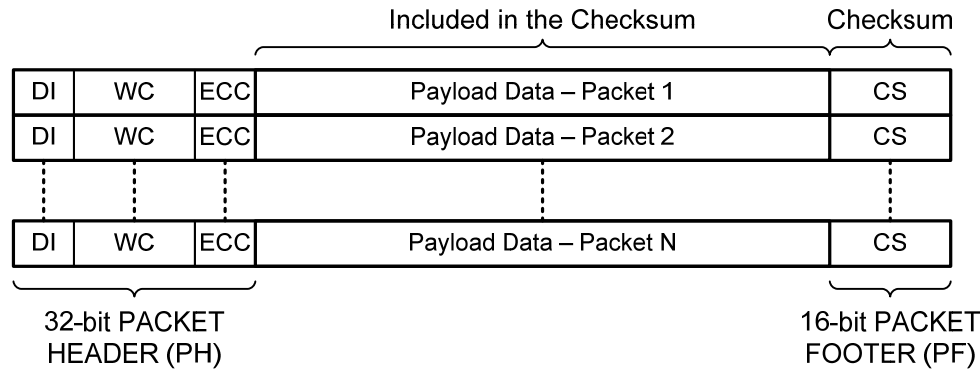 Included in the Checksum Checksum
DI WC ECC Payload Data – Packet 1 CS
DI WC ECC Payload Data – Packet 2 CS
DI WC ECC Payload Data – Packet N CS
32-bit PACKET 16-bit PACKET
HEADER (PH) FOOTER (PF)